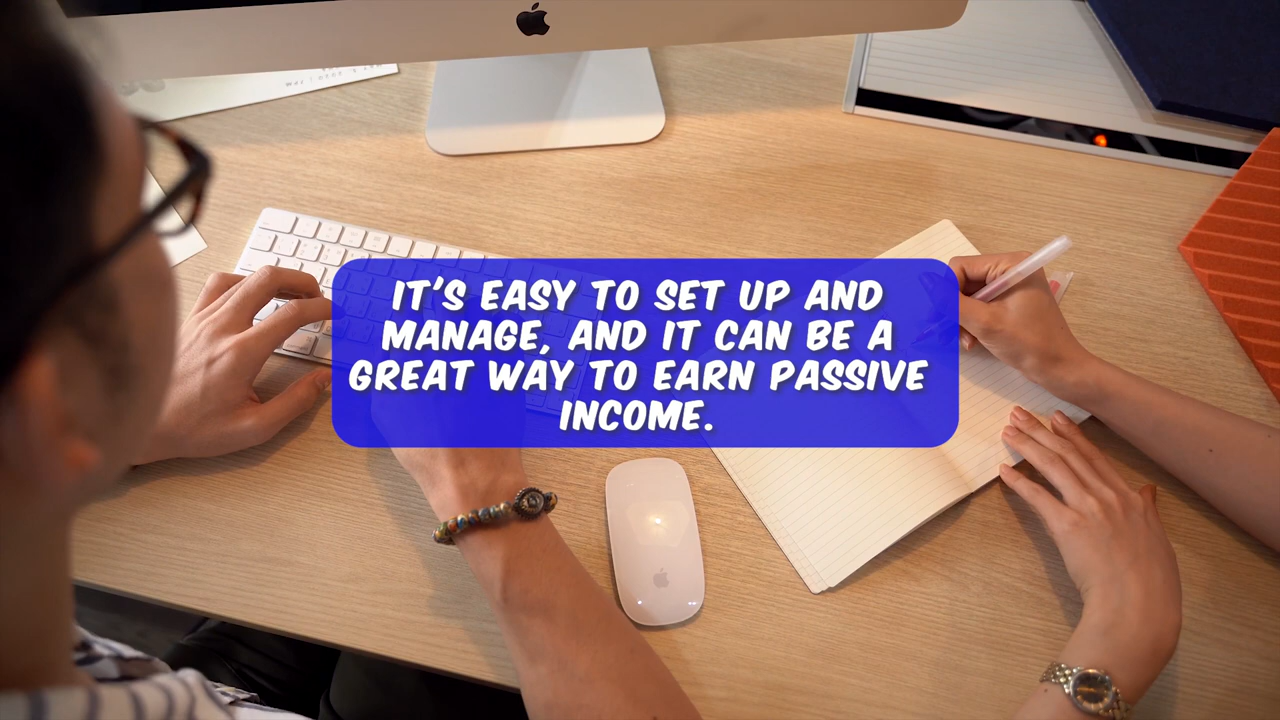 IT'S EASY TO SET UP AND
MANAGE, AND IT CAN BE A
GREAT WAY TO EARN PASSIVE
INCOME.